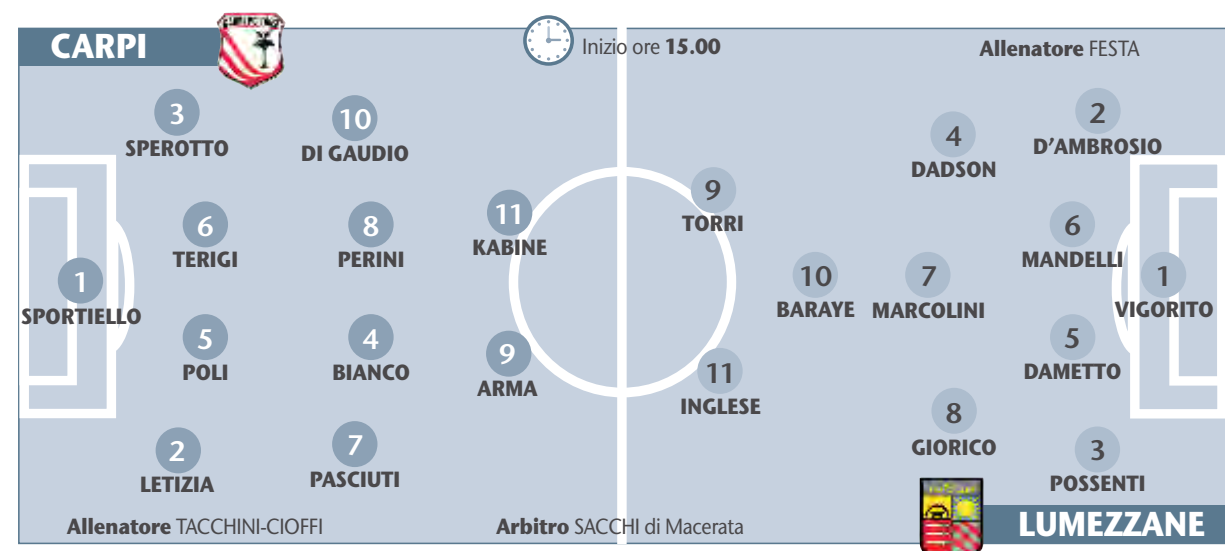 CARPI
Inizio ore 15.00
Allenatore FESTA
3
SPEROTTO
10
DI GAUDIO
6
TERIGI
8
PERINI
11
KABINE
1
SPORTIELLO
5
POLI
4
BIANCO
9
ARMA
2
LETIZIA
7
PASCIUTI
Allenatore TACCHINI-CIOFFI
Arbitro SACCHI di Macerata
9
TORRI
4
DADSON
2
D'AMBROSIO
10
BARAYE
7
MARCOLINI
6
MANDELLI
1
VIGORITO
11
INGLESE
5
DAMETTO
8
GIORICO
3
POSSENTI
LUMEZZANE